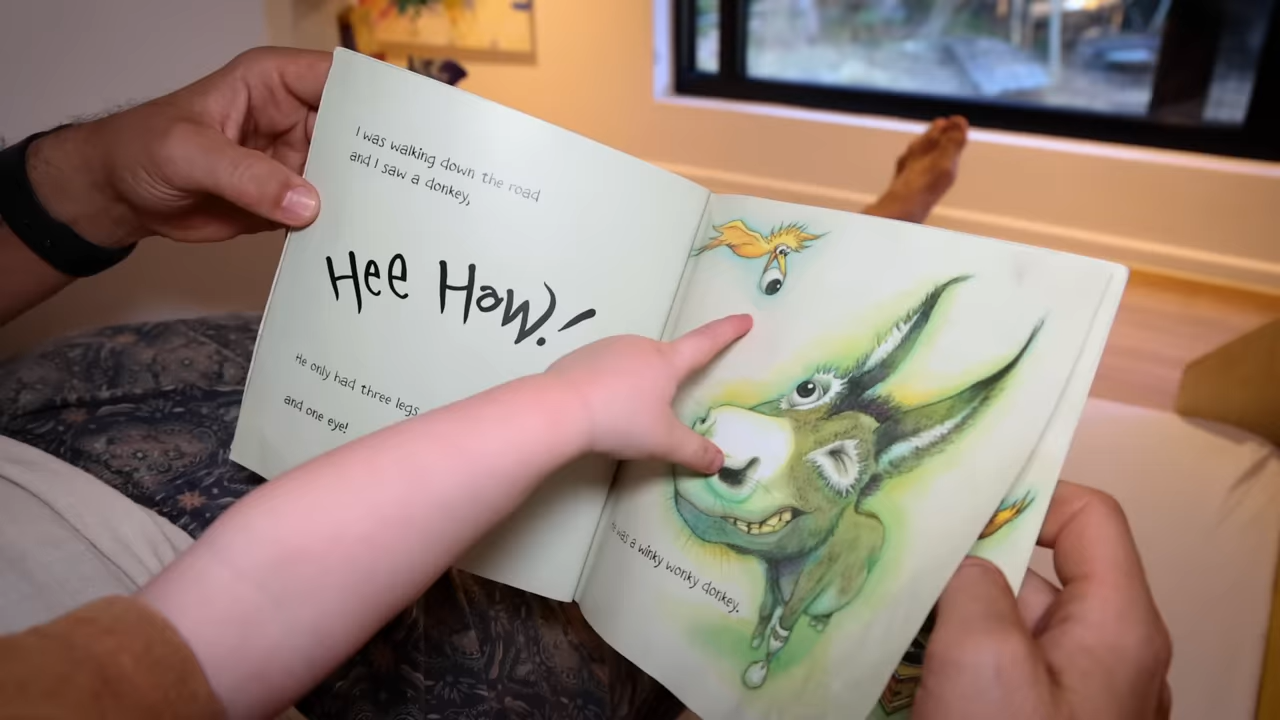 I was walking down the road
and I saw a donkey,
Hee Haw!
He only had three legs
and one eye!
was a winky wonky donkey.